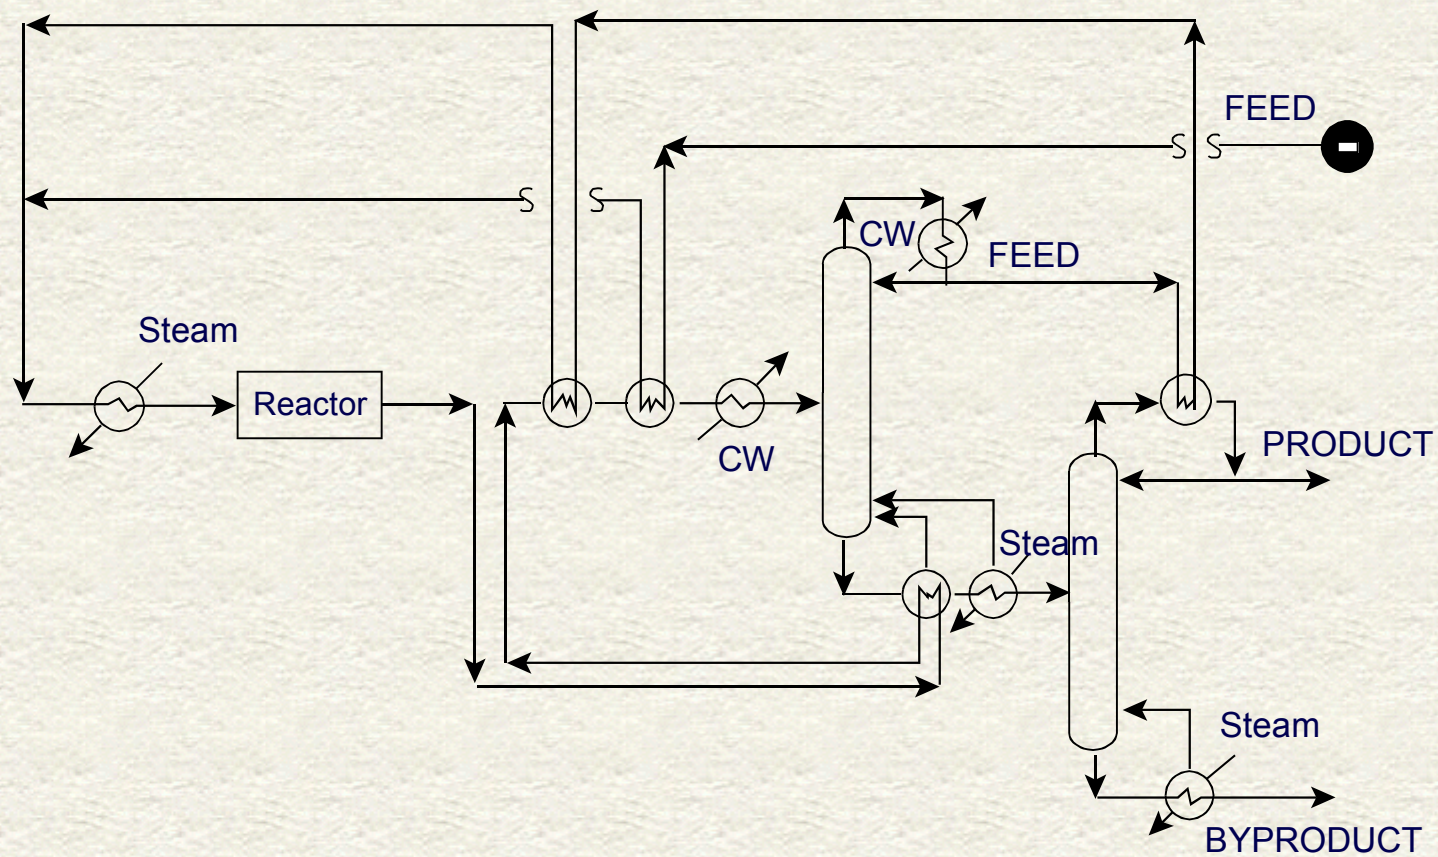 FEED
CW
FEED
Steam
Reactor
PRODUCT
CW
Steam
Steam
BYPRODUCT